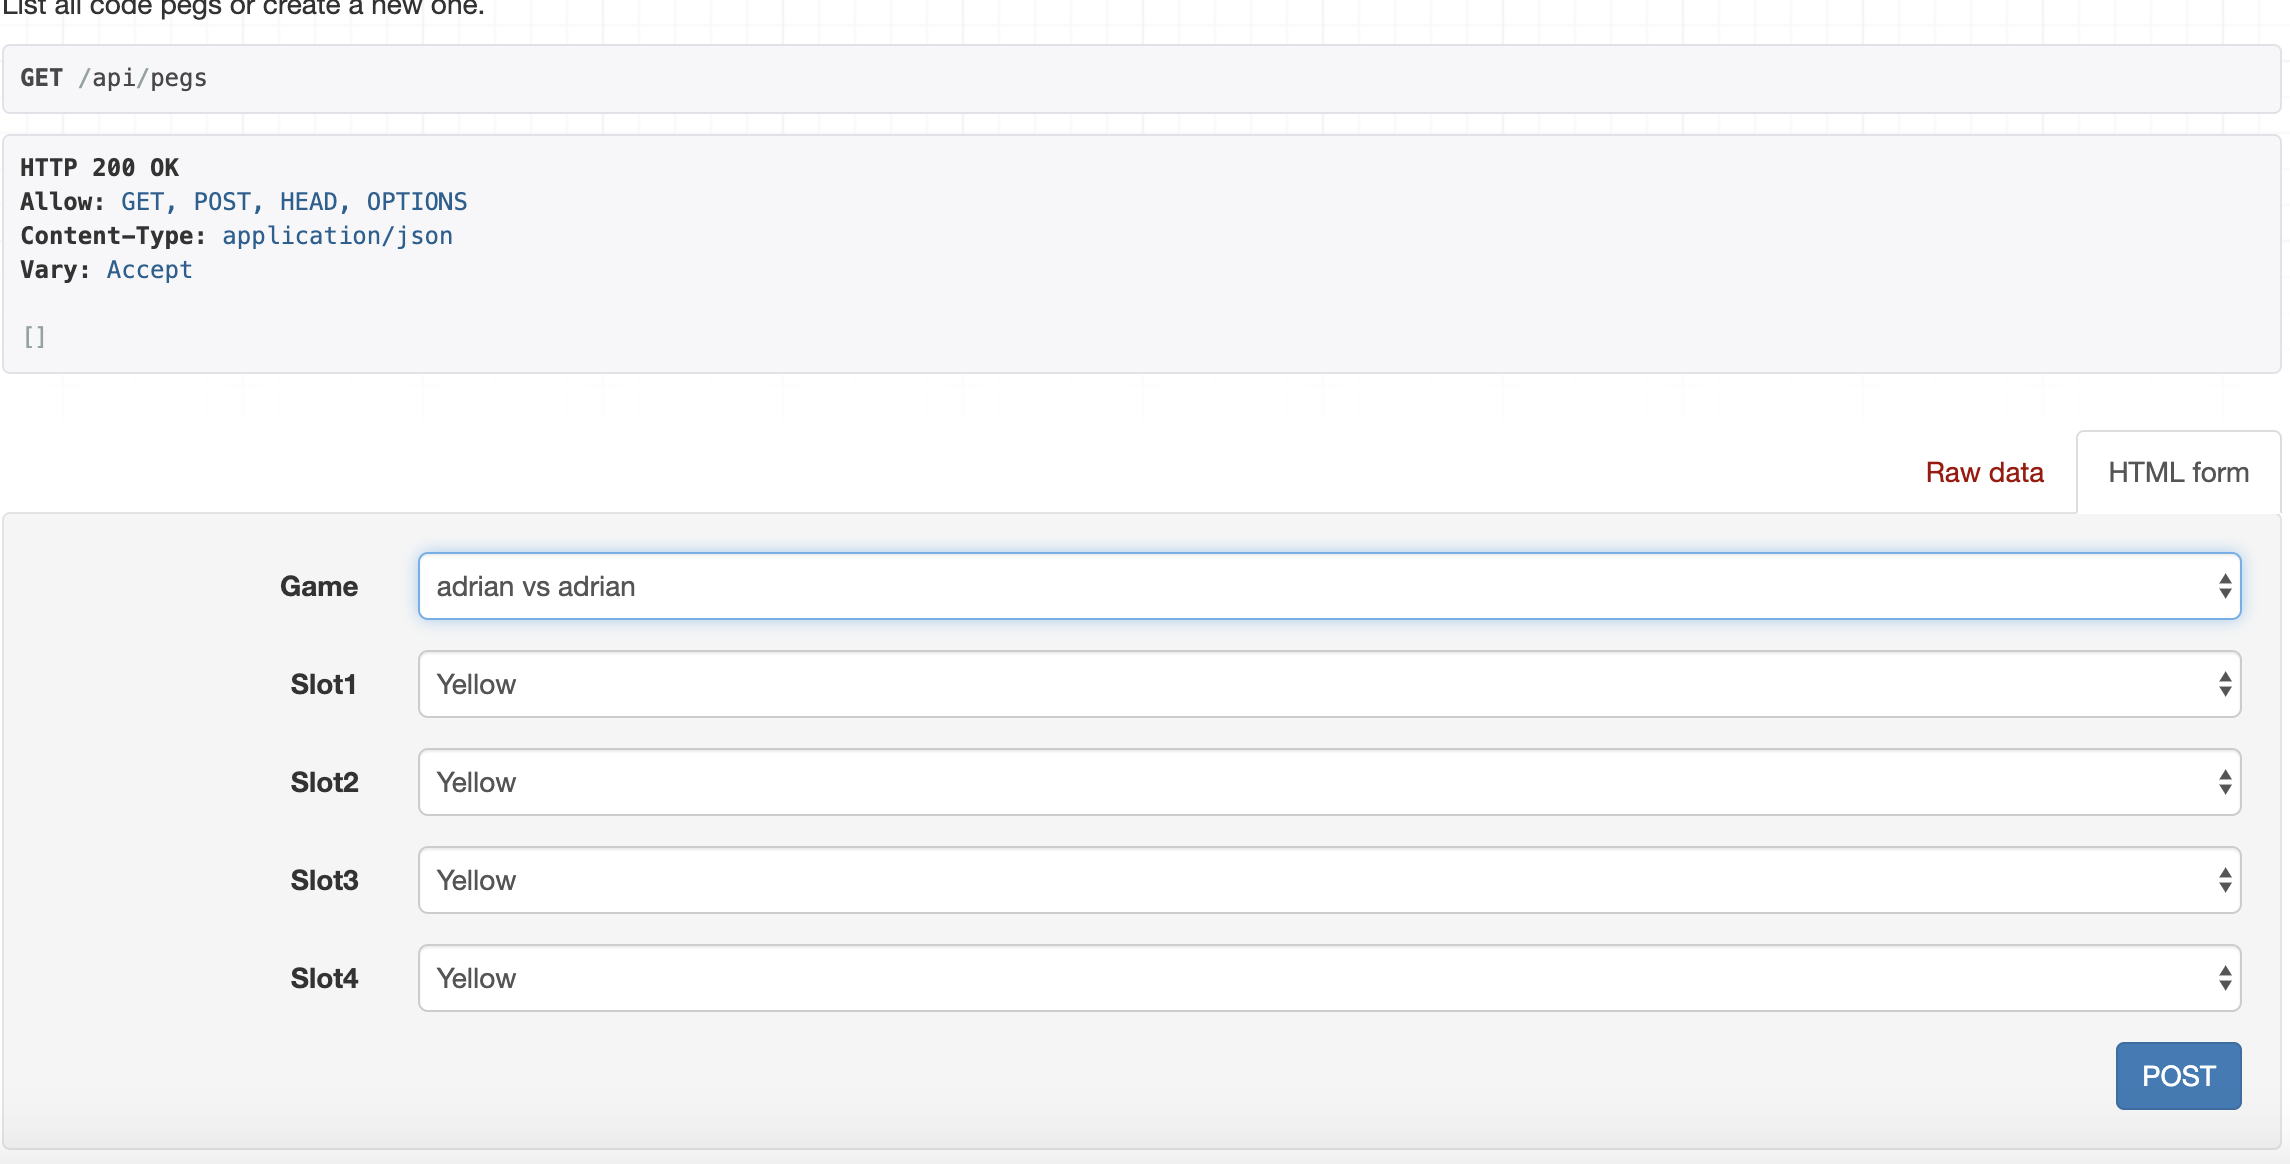 List all code pegs or create a new one.
GET /api/pegs
HTTP 200 OK
Allow: GET, POST, HEAD, OPTIONS
Content-Type: application/json
Vary: Accept
[]
Raw data
HTML form
Game
adrian vs adrian
Slot1
Yellow
Slot2
Yellow
Slot3
Yellow
Slot4
Yellow
POST